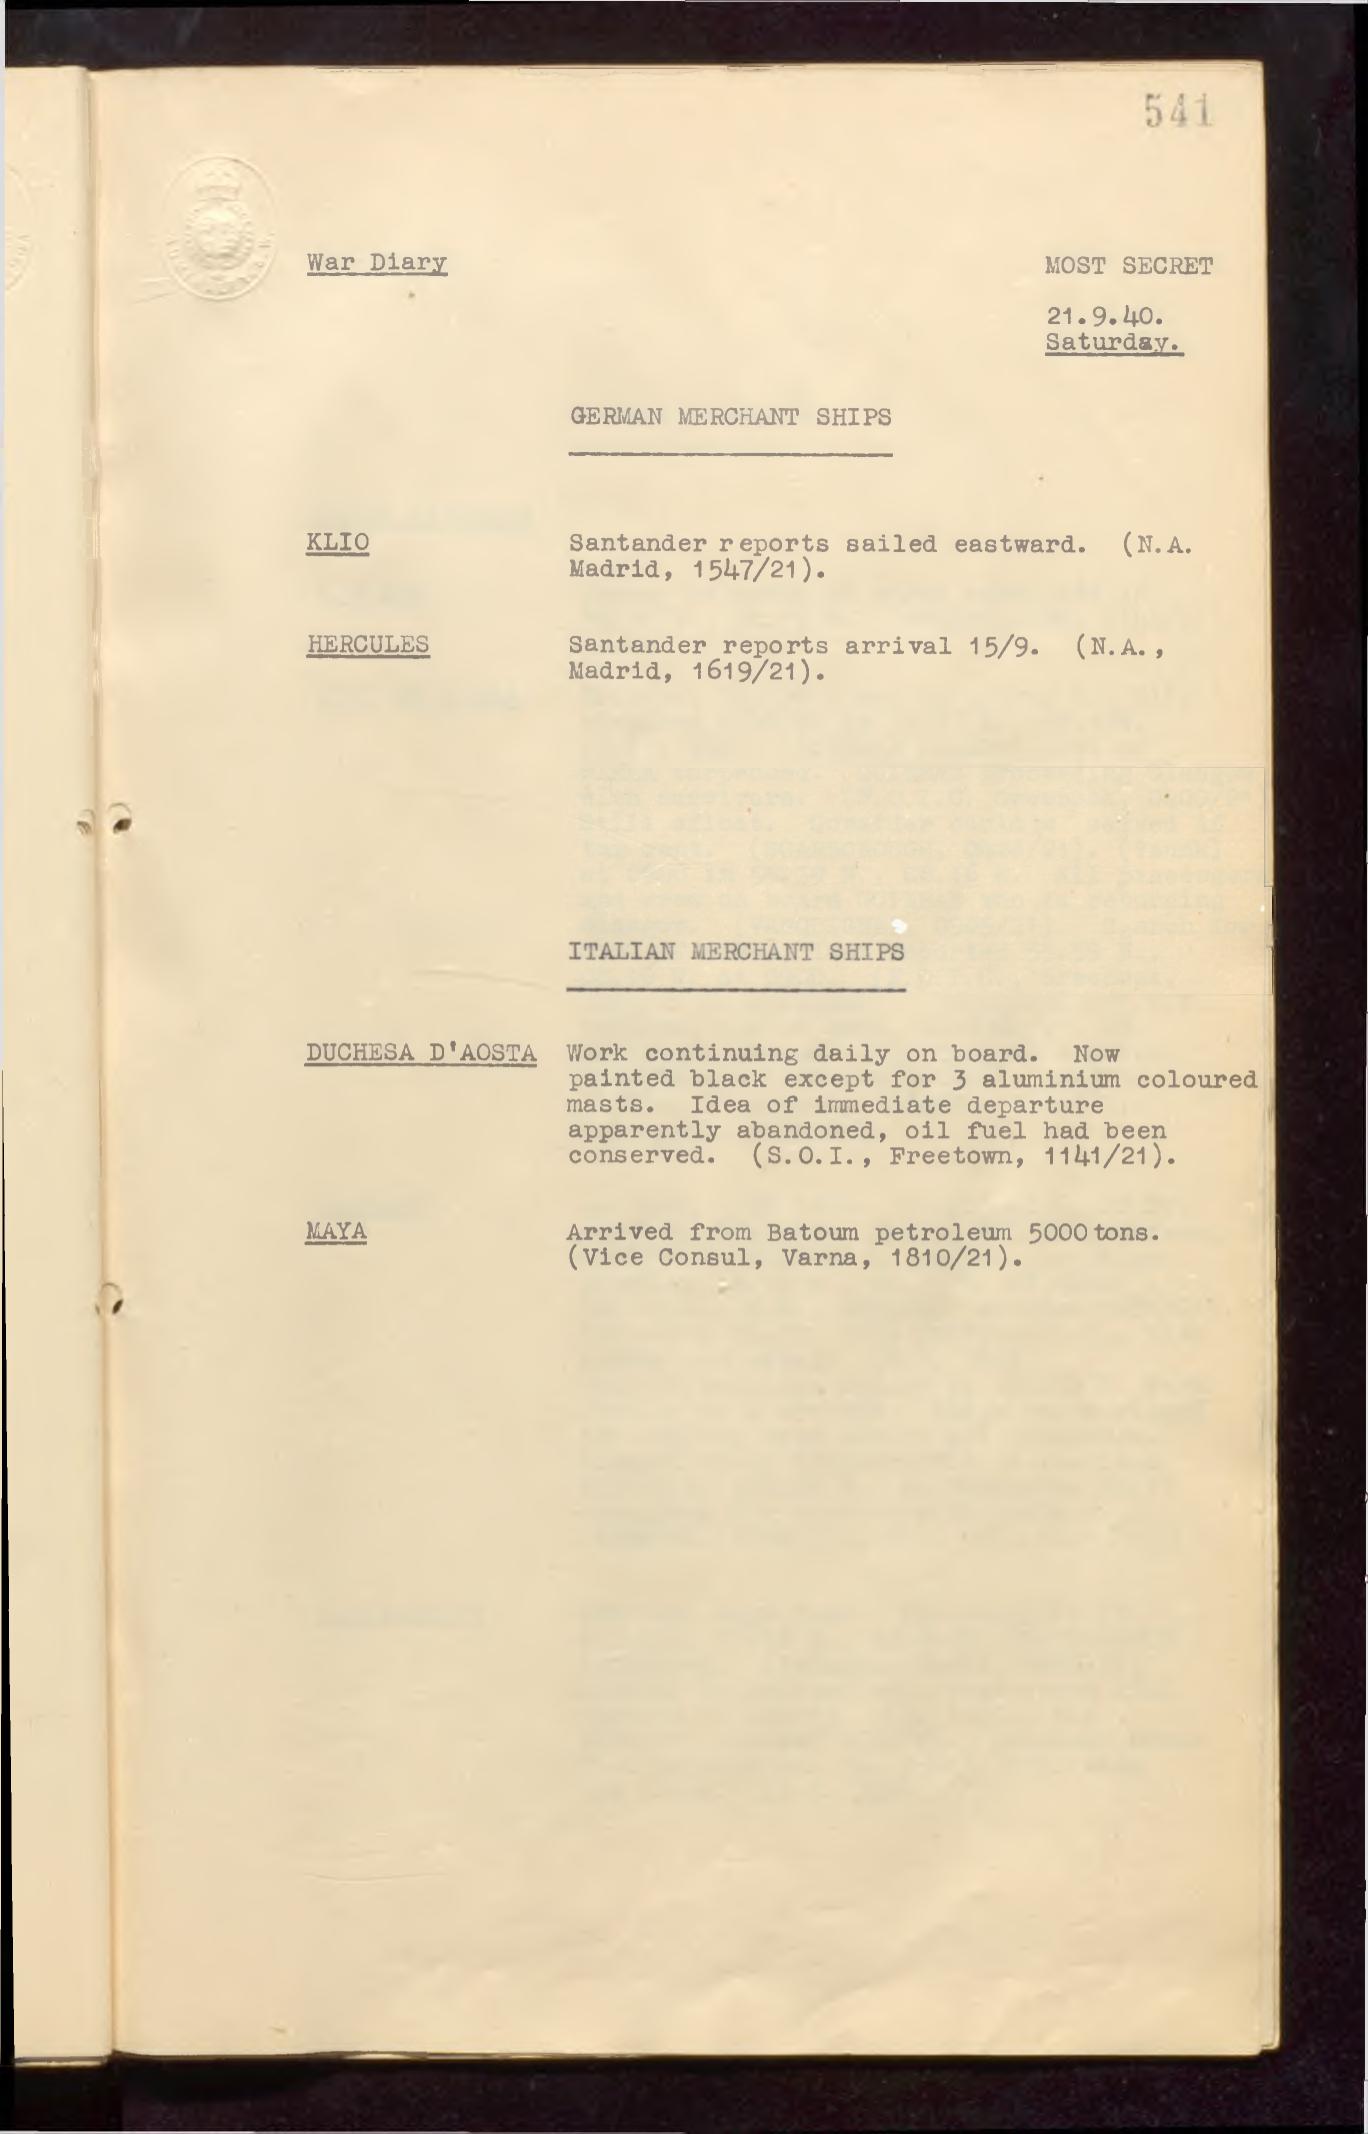 541
War Diary
MOST SECRET
21.9.40.
Saturday.
GERMAN MERCHANT SHIPS
KLIO Santander reports sailed eastward. (N.A.
Madrid, 1547/21).
HERCULES Santander reports arrival 15/9. (N.A.,
Madrid, 1619/21).
ITALIAN MERCHANT SHIPS
DUCHESA D'AOSTA Work continuing daily on board. Now
painted black except for 3 aluminium coloured
masts. Idea of immediate departure
apparently abandoned, oil fuel had been
conserved. (S.O.I., Freetown, 1141/21).
MAYA Arrived from Batoum petroleum 5000 tons.
(Vice Consul, Varna, 1810/21).